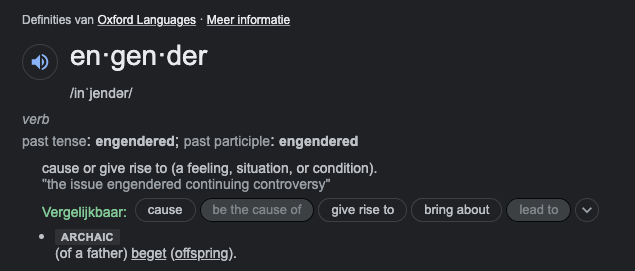 Definities van Oxford Languages · Meer informatie
en·gen·der
/inˈjendər/
verb
past tense: engendered; past participle: engendered
cause or give rise to (a feeling, situation, or condition).
"the issue engendered continuing controversy"
Vergelijkbaar: cause be the cause of give rise to bring about lead to
• ARCHAIC
(of a father) beget (offspring).